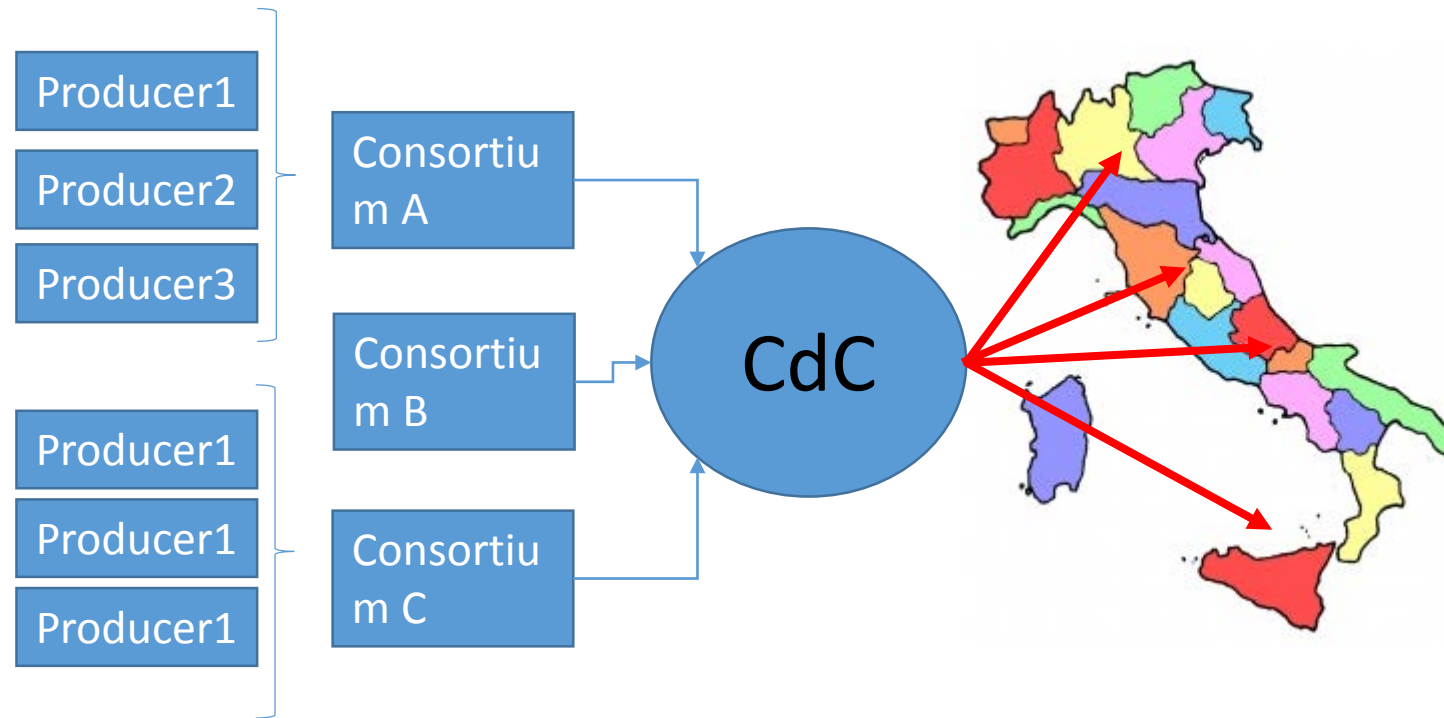 Producer1
Producer2
Producer3
Producer1
Producer1
Producer1
Consortiu
m A
Consortiu
m B
Consortiu
m C
CdC